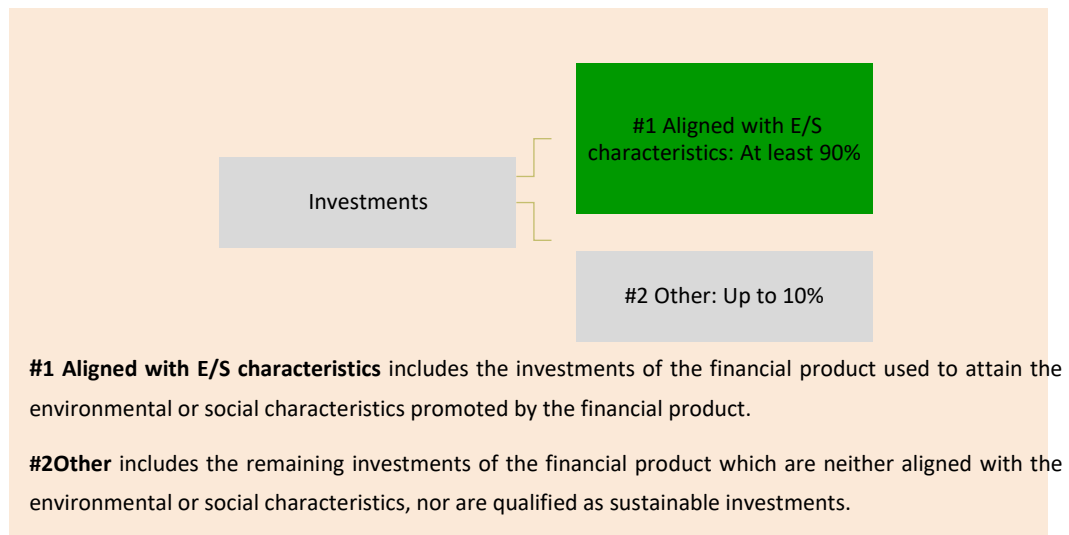 #1 Aligned with E/S
characteristics: At least 90%
Investments
#2 Other: Up to 10%
#1 Aligned with E/S characteristics includes the investments of the financial product used to attain the
environmental or social characteristics promoted by the financial product.
#2Other includes the remaining investments of the financial product which are neither aligned with the
environmental or social characteristics, nor are qualified as sustainable investments.